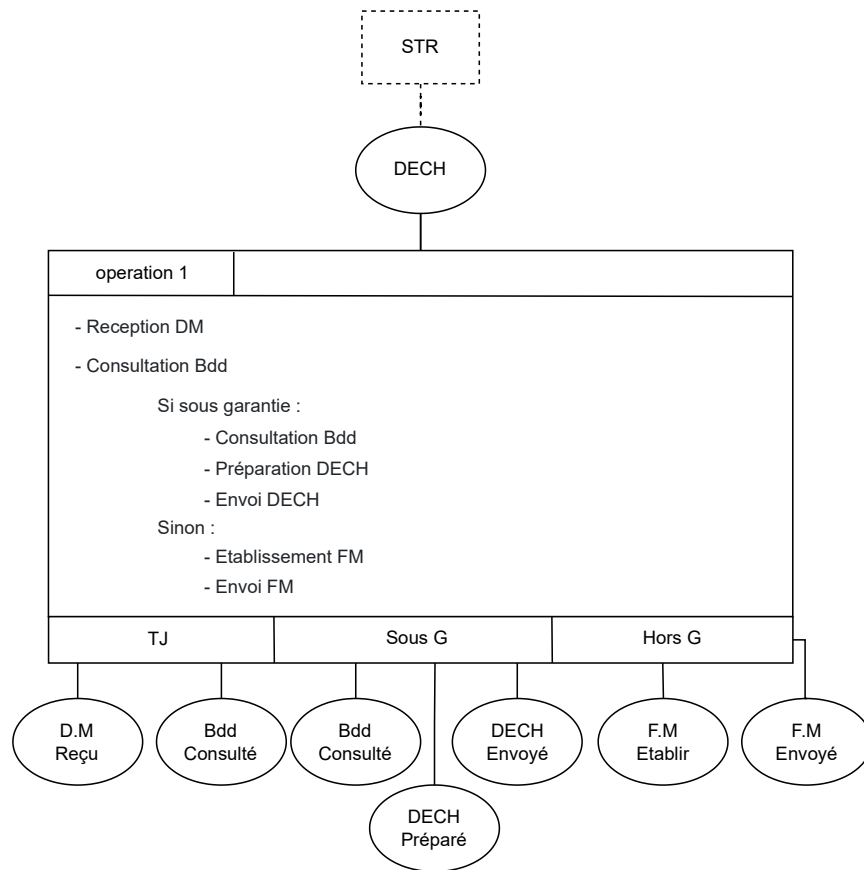 STR
DECH
operation 1
- Reception DM
- Consultation Bdd
Si sous garantie :
- Consultation Bdd
- Préparation DECH
- Envoi DECH
Sinon :
- Etablissement FM
- Envoi FM
TJ
Sous G
Hors G
D.M
Reçu
Bdd
Consulté
Bdd
Consulté
DECH
Envoyé
F.M
Etablir
F.M
Envoyé
DECH
Préparé